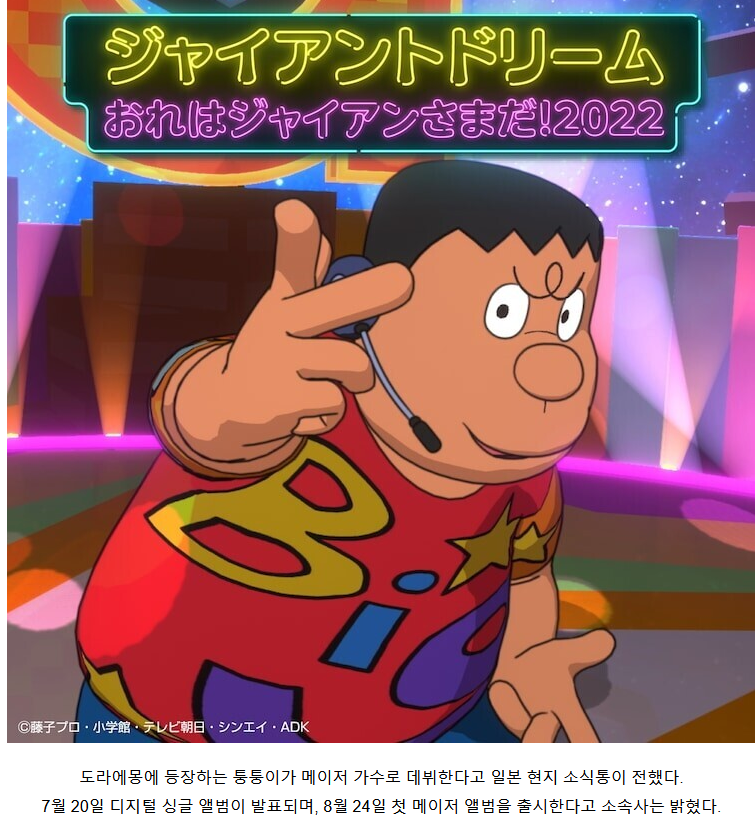 ジャイアントドリーム
おれはジャイアンさまだ!2022
Big
©藤子プロ・小学館・テレビ朝日・シンエイ・ADK
도라에몽에 등장하는 퉁퉁이가 메이저 가수로 데뷔한다고 일본 현지 소식통이 전했다.
7월 20일 디지털 싱글 앨범이 발표되며, 8월 24일 첫 메이저 앨범을 출시한다고 소속사는 밝혔다.